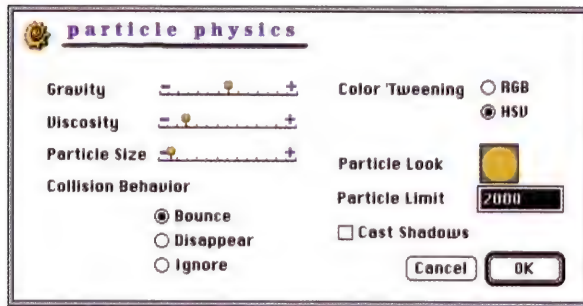 particle physics
Gravity - +
Viscosity - +
Particle Size - +
Collision Behavior
Bounce
Disappear
Ignore
Color 'Tweening RGB
HSV
Particle Look
Particle Limit 2000
Cast Shadows
Cancel OK